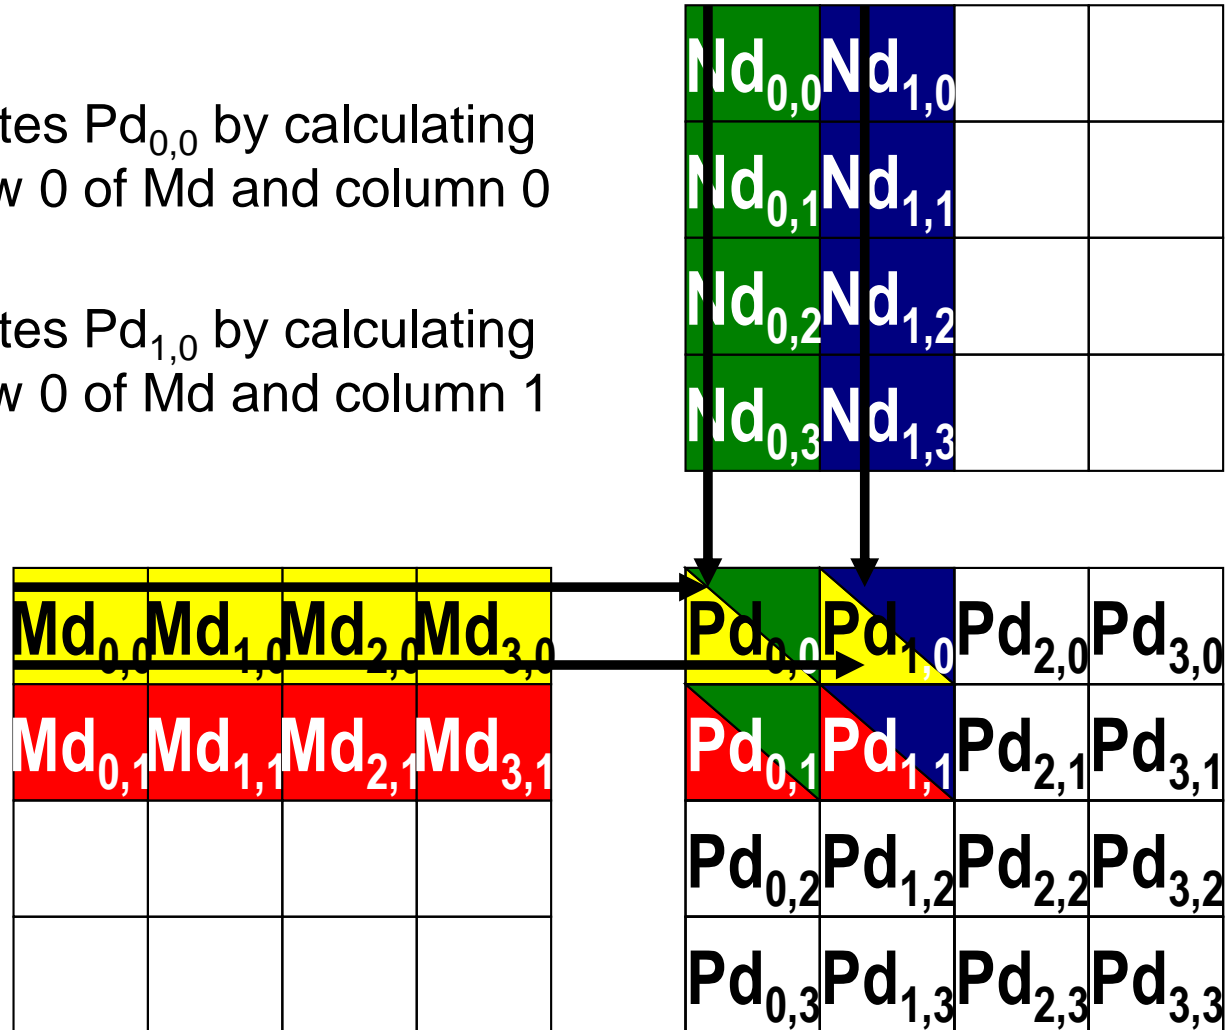 Nd0,0 Nd1,0
tes Pd0,0 by calculating
w 0 of Md and column 0
Nd0,1 Nd1,1
tes Pd1,0 by calculating
w 0 of Md and column 1
Nd0,2 Nd1,2
Nd0,3 Nd1,3
Md0,0 Md1,0 Md2,0 Md3,0 Pd0,0 Pd1,0 Pd2,0 Pd3,0
Md0,1 Md1,1 Md2,1 Md3,1 Pd0,1 Pd1,1 Pd2,1 Pd3,1
Pd0,2 Pd1,2 Pd2,2 Pd3,2
Pd0,3 Pd1,3 Pd2,3 Pd3,3